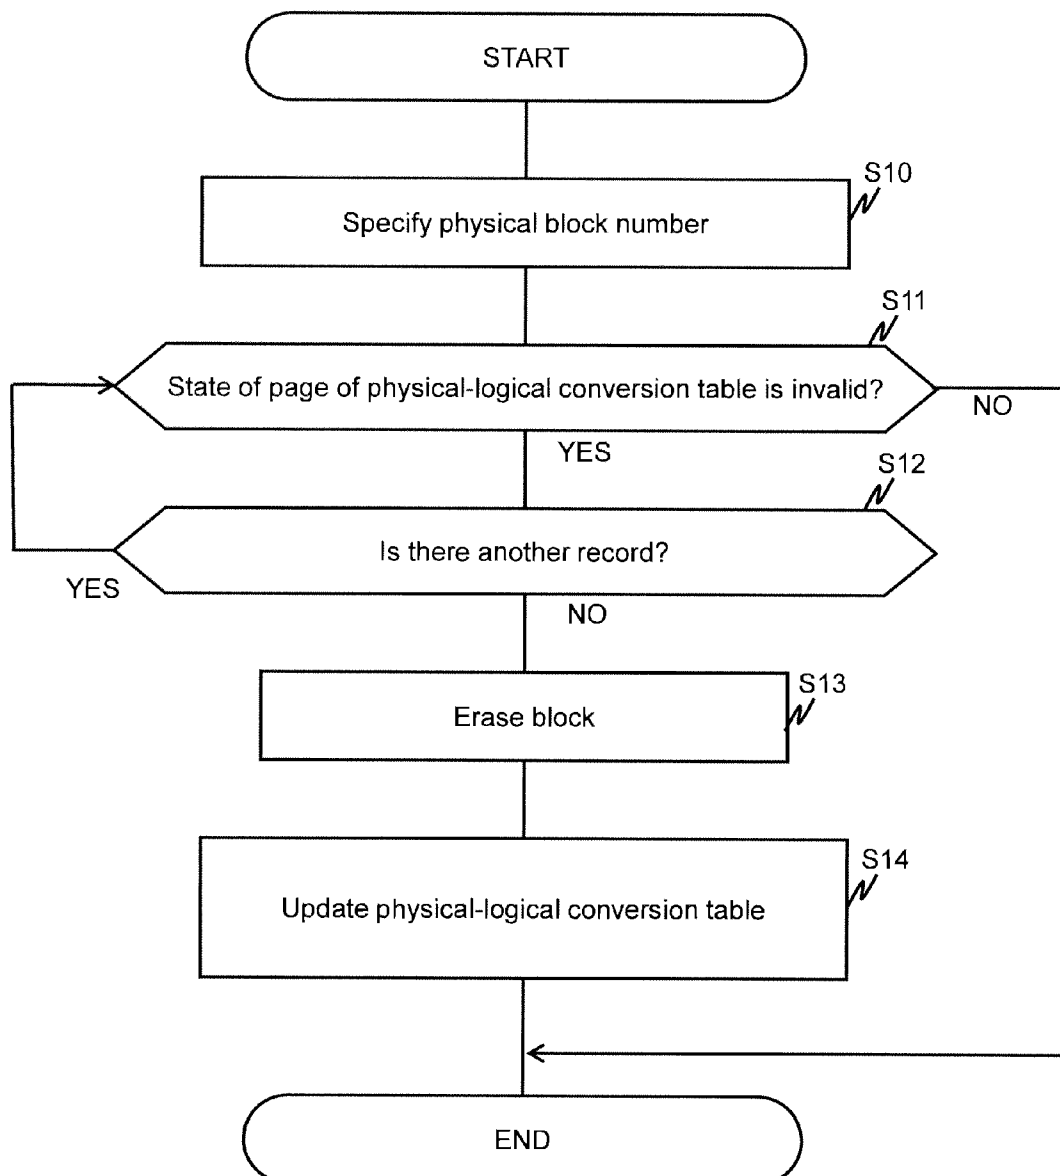 START
S10
Specify physical block number
S11
State of page of physical-logical conversion table is invalid?
NO
YES
S12
Is there another record?
YES
NO
S13
Erase block
S14
Update physical-logical conversion table
END